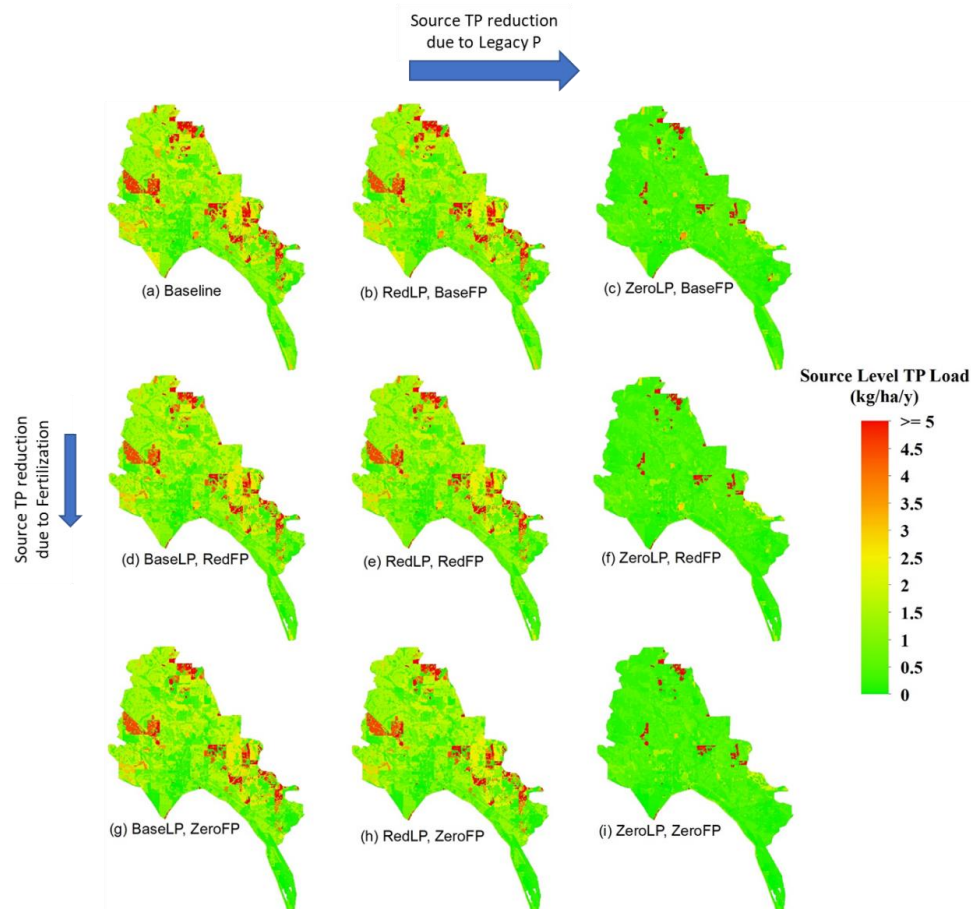 Source TP reduction
due to Legacy P
(a) Baseline
(b) RedLP, BaseFP
(c) ZeroLP, BaseFP
Source TP reduction
due to Fertilization
(d) BaseLP, RedFP
(e) RedLP, RedFP
(f) ZeroLP, RedFP
(g) BaseLP, ZeroFP
(h) RedLP, ZeroFP
(i) ZeroLP, ZeroFP
Source Level TP Load
(kg/ha/y)
>= 5
4.5
4
3.5
3
2.5
2
1.5
1
0.5
0